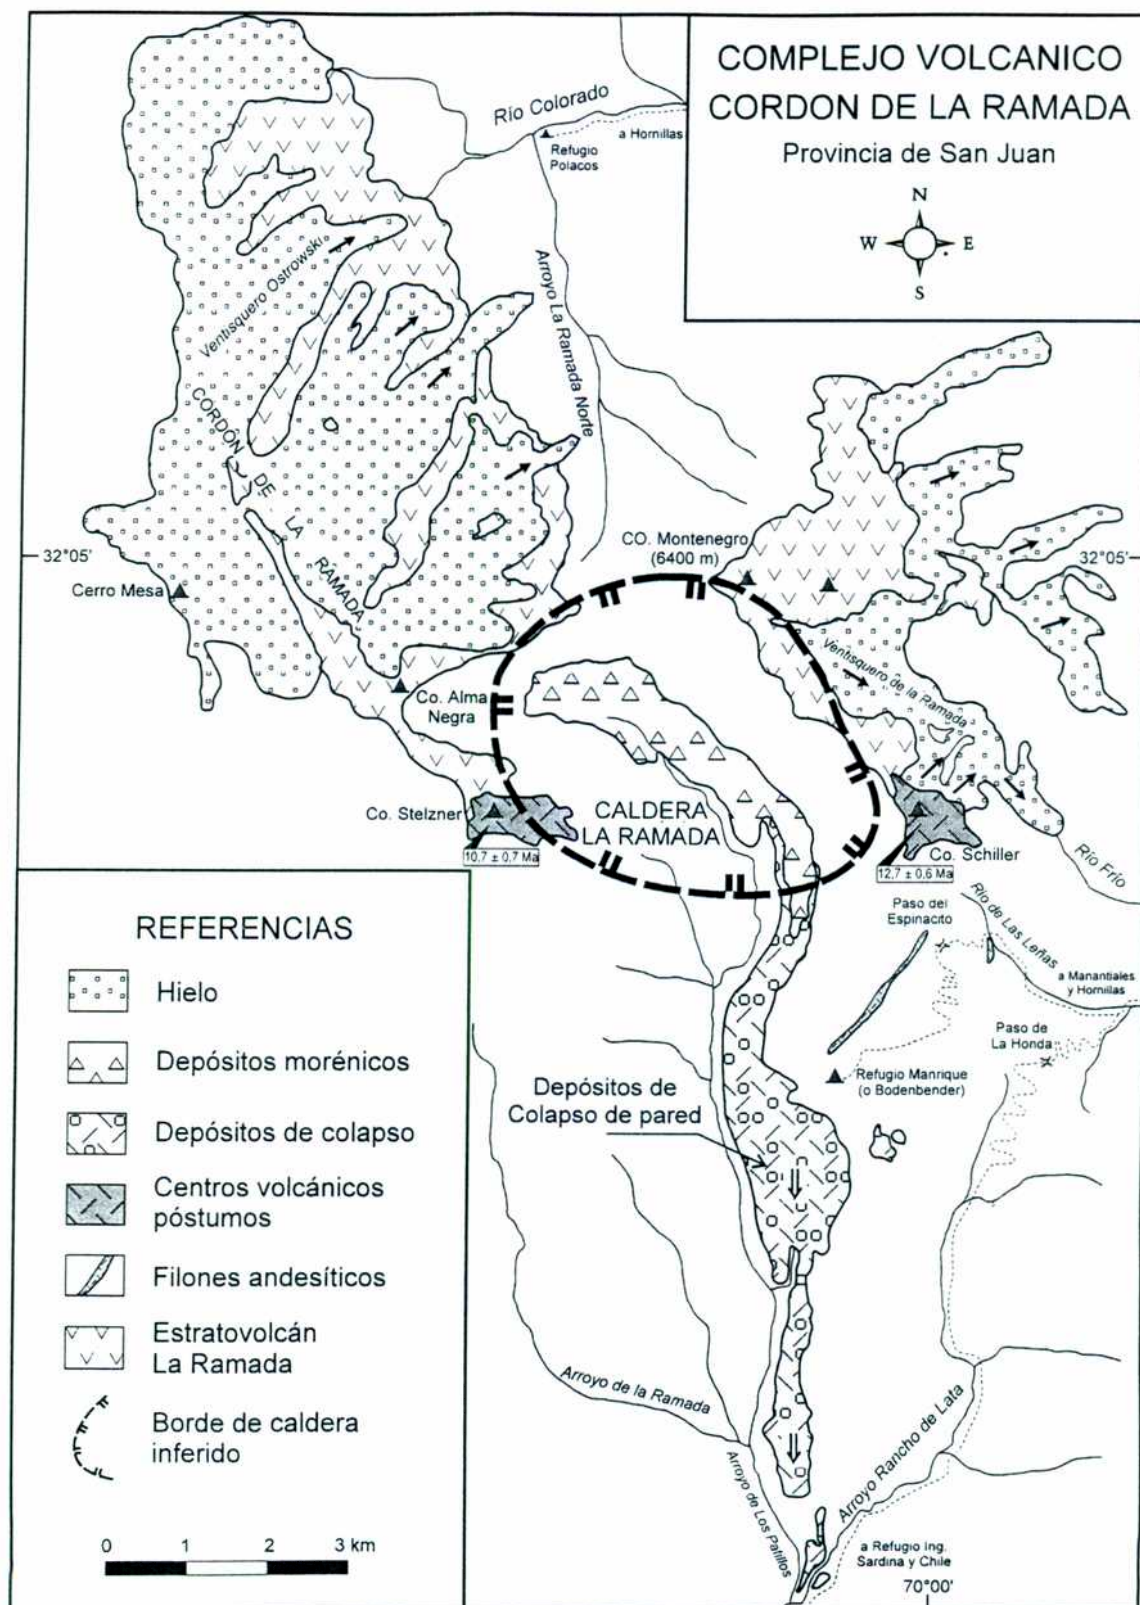 COMPLEJO VOLCANICO
CORDON DE LA RAMADA
Provincia de San Juan
N
W
E
S
Río Colorado
a Hornillas
Refugio
Polacos
Arroyo La Ramada Norte
Ventisquero Ostrowski
CORDÓN DE LA RAMADA
32°05'
32°05'
CO. Montenegro
(6400 m)
Cerro Mesa
Ventisquero de la Ramada
Co. Alma
Negra
Co. Stelzner
10,7 ± 0,7 Ma
CALDERA
LA RAMADA
Co. Schiller
12,7 ± 0,6 Ma
Río Frío
Paso del
Espinacito
Río de Las Leñas
a Manantiales
y Hornillas
Paso de
La Honda
Refugio Manrique
(o Bodenbender)
Depósitos de
Colapso de pared
Arroyo de la Ramada
Arroyo de Los Patillos
Arroyo Rancho de Lata
a Refugio Ing.
Sardina y Chile
70°00'
REFERENCIAS
Hielo
Depósitos morénicos
Depósitos de colapso
Centros volcánicos
póstumos
Filones andesíticos
Estratovolcán
La Ramada
Borde de caldera
inferido
0 1 2 3 km